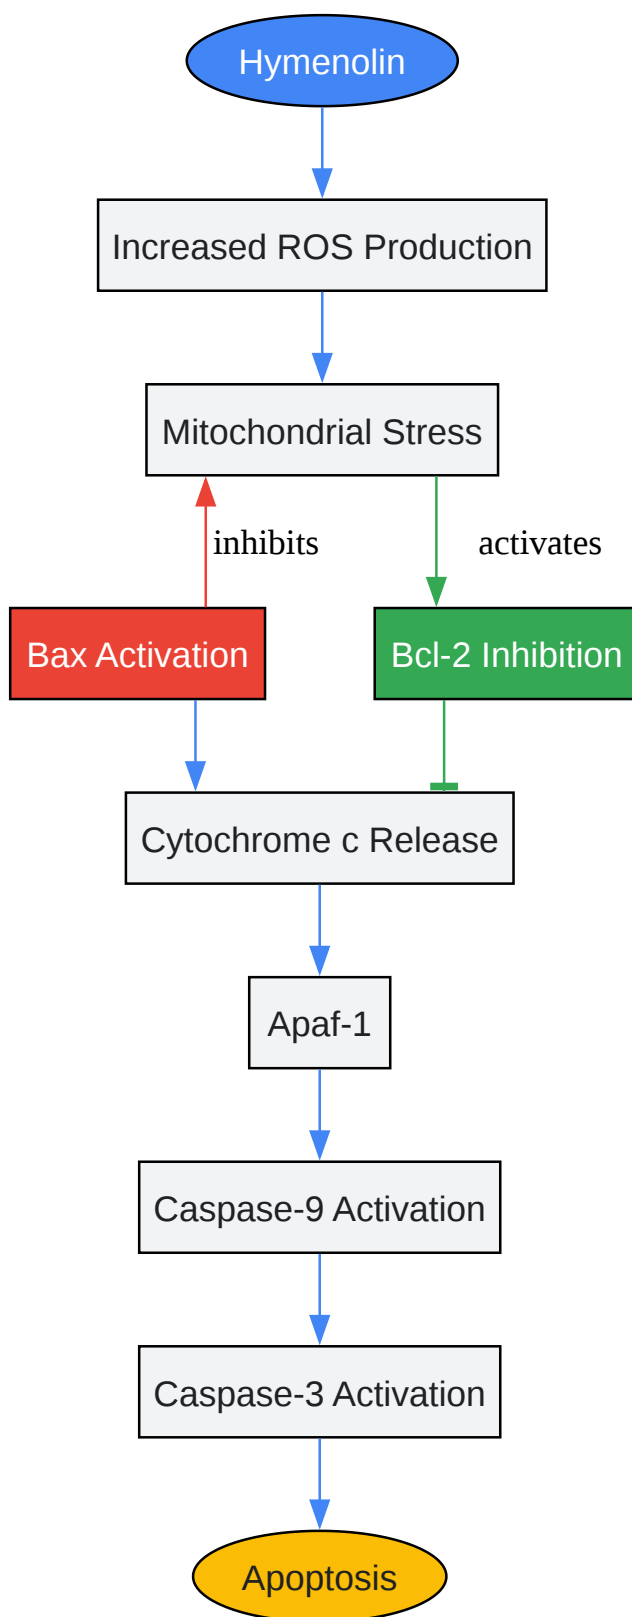 Hymenolin
Increased ROS Production
Mitochondrial Stress
inhibits
activates
Bax Activation
Bcl-2 Inhibition
Cytochrome c Release
Apaf-1
Caspase-9 Activation
Caspase-3 Activation
Apoptosis